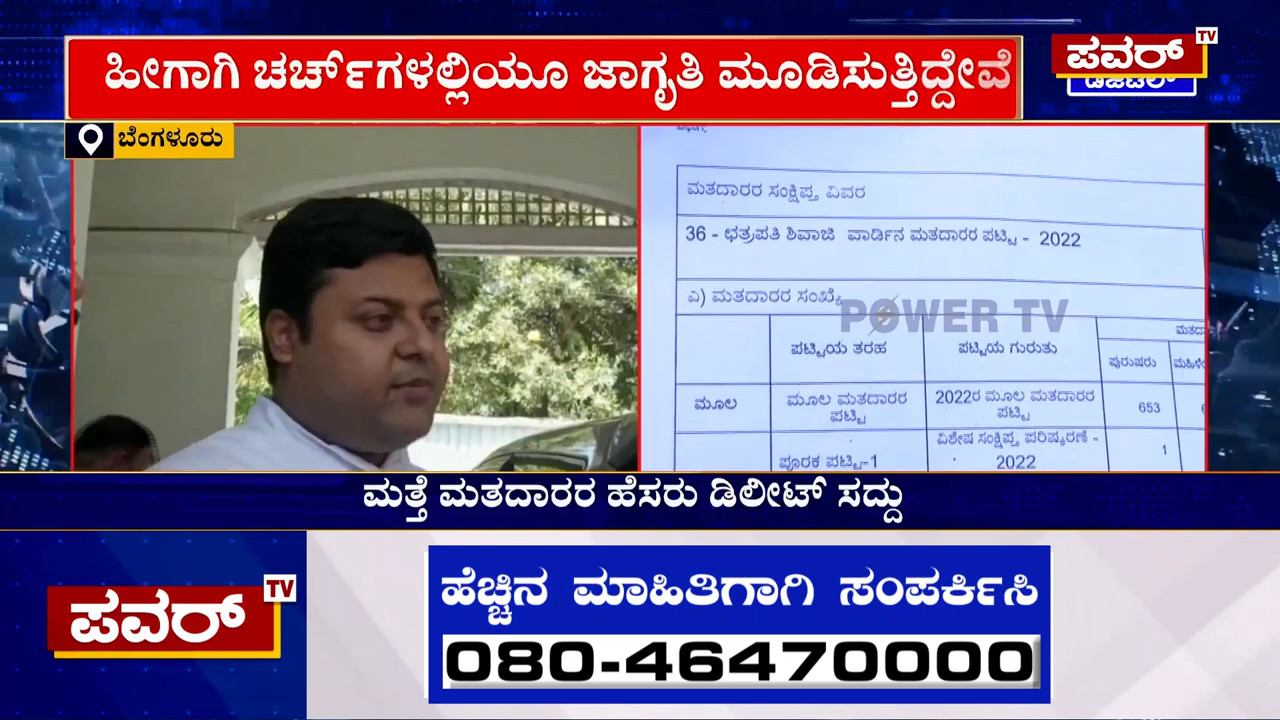 ಹೀಗಾಗಿ ಚರ್ಚ್‌ಗಳಲ್ಲಿಯೂ ಜಾಗೃತಿ ಮೂಡಿಸುತ್ತಿದ್ದೇವೆ
ಪವರ್ TV
ಡಿಜಿಟಲ್
ಬೆಂಗಳೂರು
ಮತದಾರರ ಸಂಕ್ಷಿಪ್ತ ವಿವರ
36 - ಛತ್ರಪತಿ ಶಿವಾಜಿ ವಾರ್ಡಿನ ಮತದಾರರ ಪಟ್ಟಿ - 2022
ಎ) ಮತದಾರರ ಸಂಖ್ಯೆ
POWER TV
ಪಟ್ಟಿಯ ತರಹ
ಪಟ್ಟಿಯ ಗುರುತು
ಪುರುಷರು
ಮೂಲ
ಮೂಲ ಮತದಾರರ ಪಟ್ಟಿ
2022ರ ಮೂಲ ಮತದಾರರ ಪಟ್ಟಿ
653
ಪೂರಕ ಪಟ್ಟಿ-1
ವಿಶೇಷ ಸಂಕ್ಷಿಪ್ತ ಪರಿಷ್ಕರಣೆ - 2022
1
ಮತ್ತೆ ಮತದಾರರ ಹೆಸರು ಡಿಲೀಟ್ ಸದ್ದು
ಪವರ್ TV
ಹೆಚ್ಚಿನ ಮಾಹಿತಿಗಾಗಿ ಸಂಪರ್ಕಿಸಿ
080-46470000